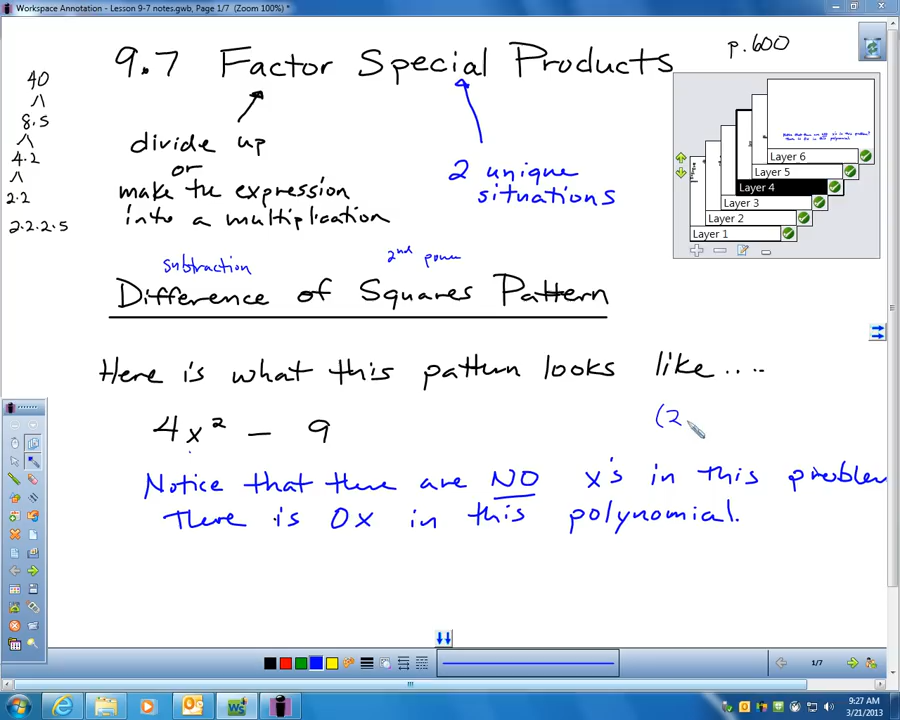 Workspace Annotation - Lesson 9-7 notes.gwb, Page 1/7 (Zoom 100%) *
p.600
9.7 Factor Special Products
40
8.5
4.2
2.2
2.2.2.5
divide up
or
make the expression
into a multiplication
2 unique
situations
Layer 6
Layer 5
Layer 4
Layer 3
Layer 2
Layer 1
subtraction
2nd power
Difference of Squares Pattern
Here is what this pattern looks like....
4x² - 9
(2
Notice that there are NO x's in this problem
There is 0x in this polynomial.
1/7
9:27 AM
3/21/2013